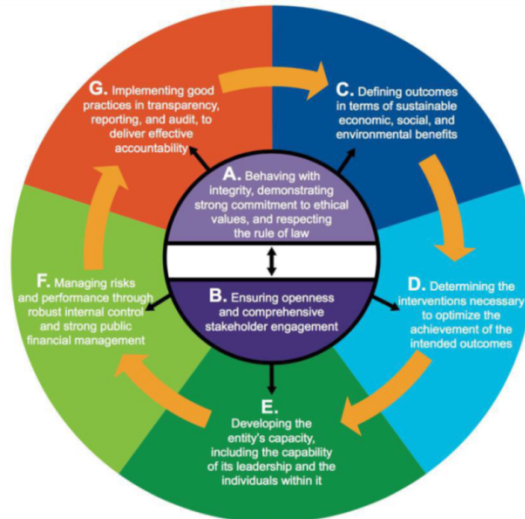 G. Implementing good
practices in transparency,
reporting, and audit, to
deliver effective
accountability
C. Defining outcomes
in terms of sustainable
economic, social, and
environmental benefits
A. Behaving with
integrity, demonstrating
strong commitment to ethical
values, and respecting
the rule of law
B. Ensuring openness
and comprehensive
stakeholder engagement
F. Managing risks
and performance through
robust internal control
and strong public
financial management
D. Determining the
interventions necessary
to optimize the
achievement of the
intended outcomes
E.
Developing the
entity's capacity,
including the capability
of its leadership and the
individuals within it